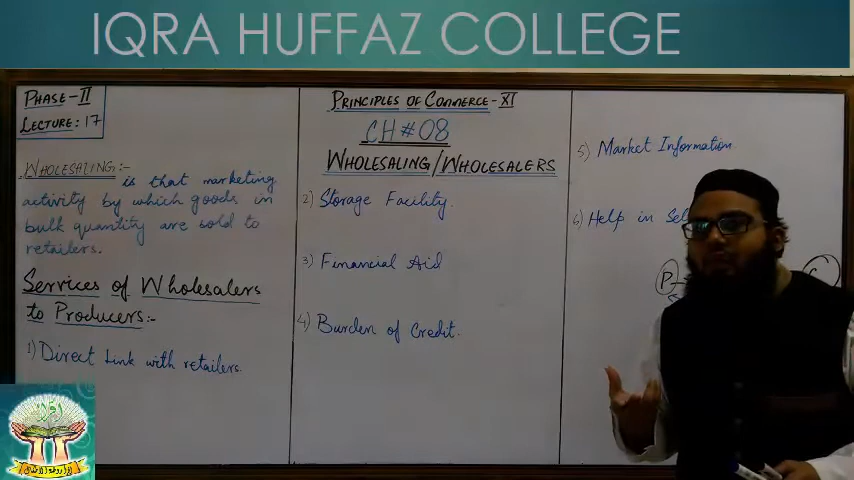 IQRA HUFFAZ COLLEGE
PHASE-II
LECTURE: 17
WHOLESALING:-
is that marketing
activity by which goods in
bulk quantity are sold to
retailers.
Services of Wholesalers
to Producers:-
1) Direct Link with retailers.
PRINCIPLES OF COMMERCE-XI
CH#08
WHOLESALING/WHOLESALERS
2) Storage Facility.
3) Financial Aid
4) Burden of Credit.
5) Market Information
6) Help in Sel
P